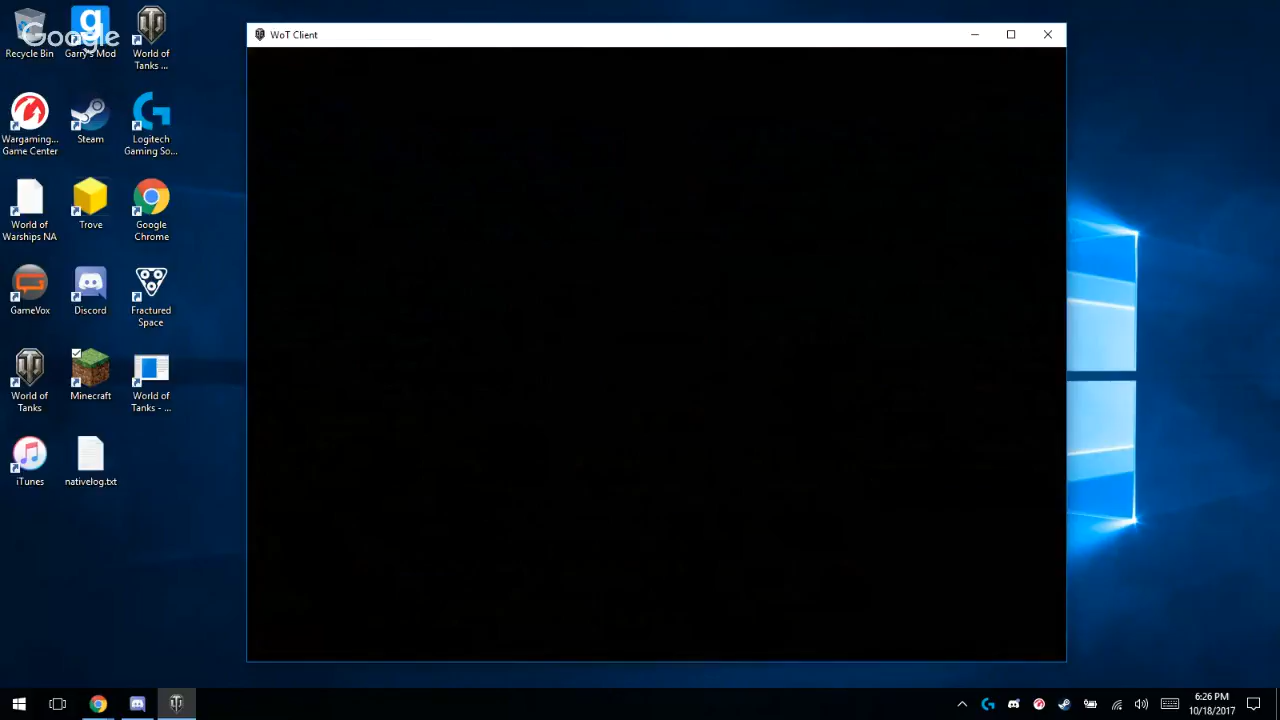 WoT Client
Google
Recycle Bin
Garry's Mod
World of
Tanks ...
Wargaming...
Game Center
Steam
Logitech
Gaming So...
World of
Warships NA
Trove
Google
Chrome
GameVox
Discord
Fractured
Space
World of
Tanks
Minecraft
World of
Tanks - ...
iTunes
nativelog.txt
6:26 PM
10/18/2017